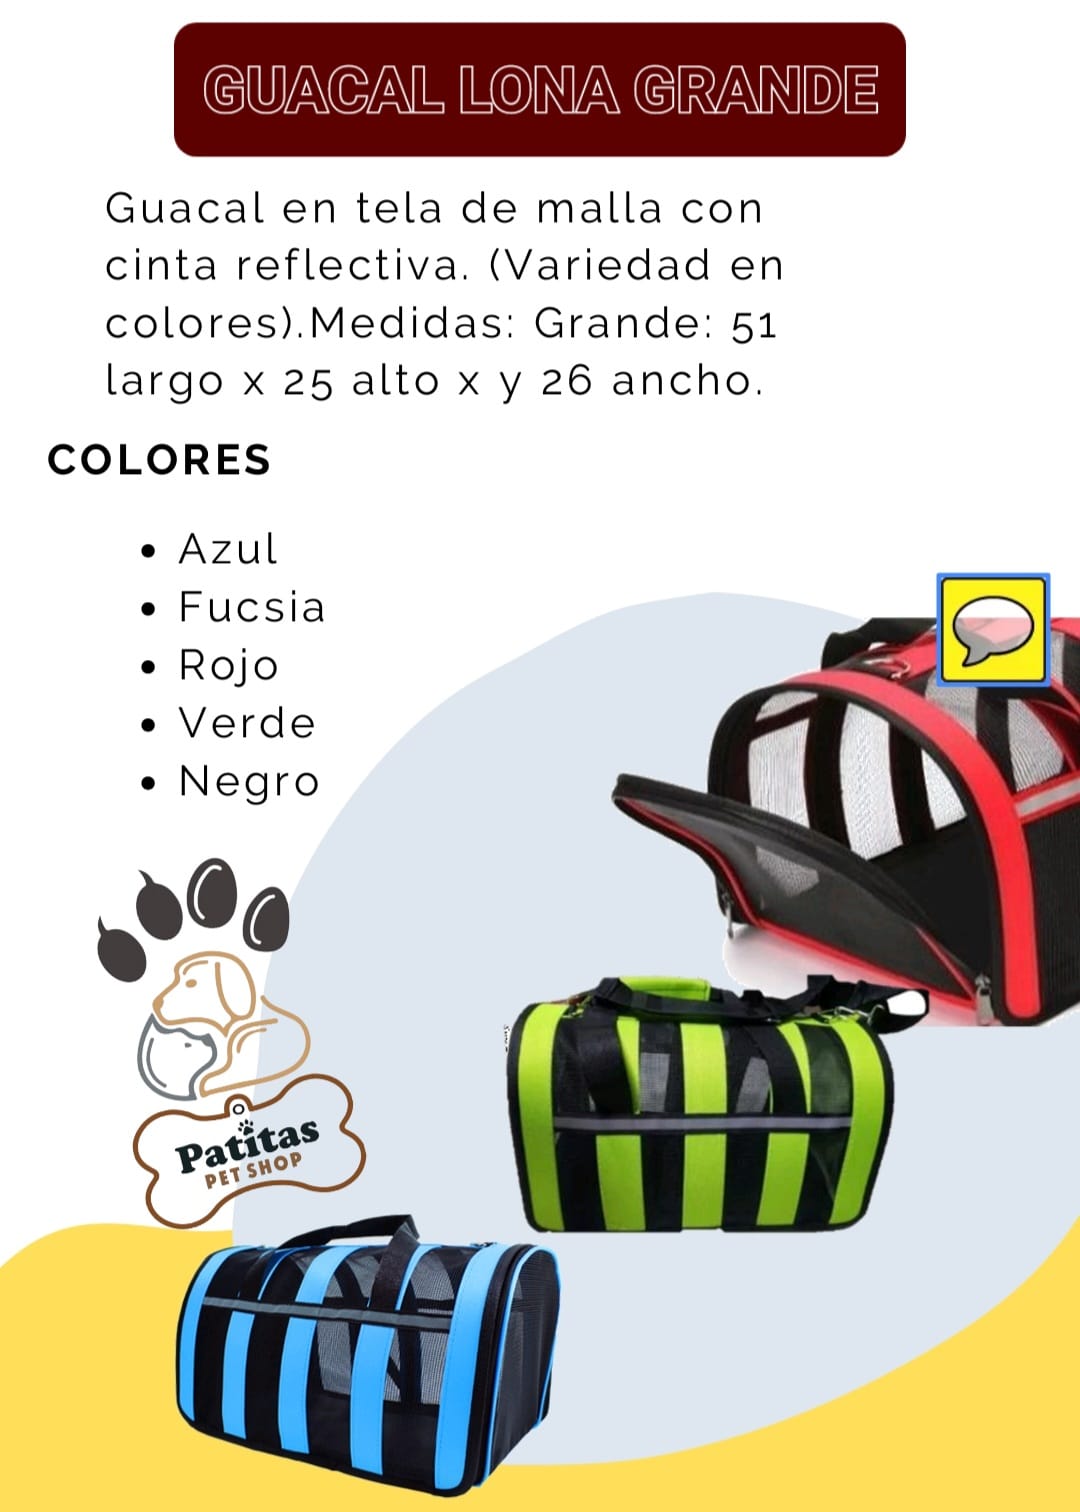 GUACAL LONA GRANDE
Guacal en tela de malla con
cinta reflectiva. (Variedad en
colores).Medidas: Grande: 51
largo x 25 alto x y 26 ancho.
COLORES
• Azul
• Fucsia
• Rojo
• Verde
• Negro
Patitas
PET SHOP